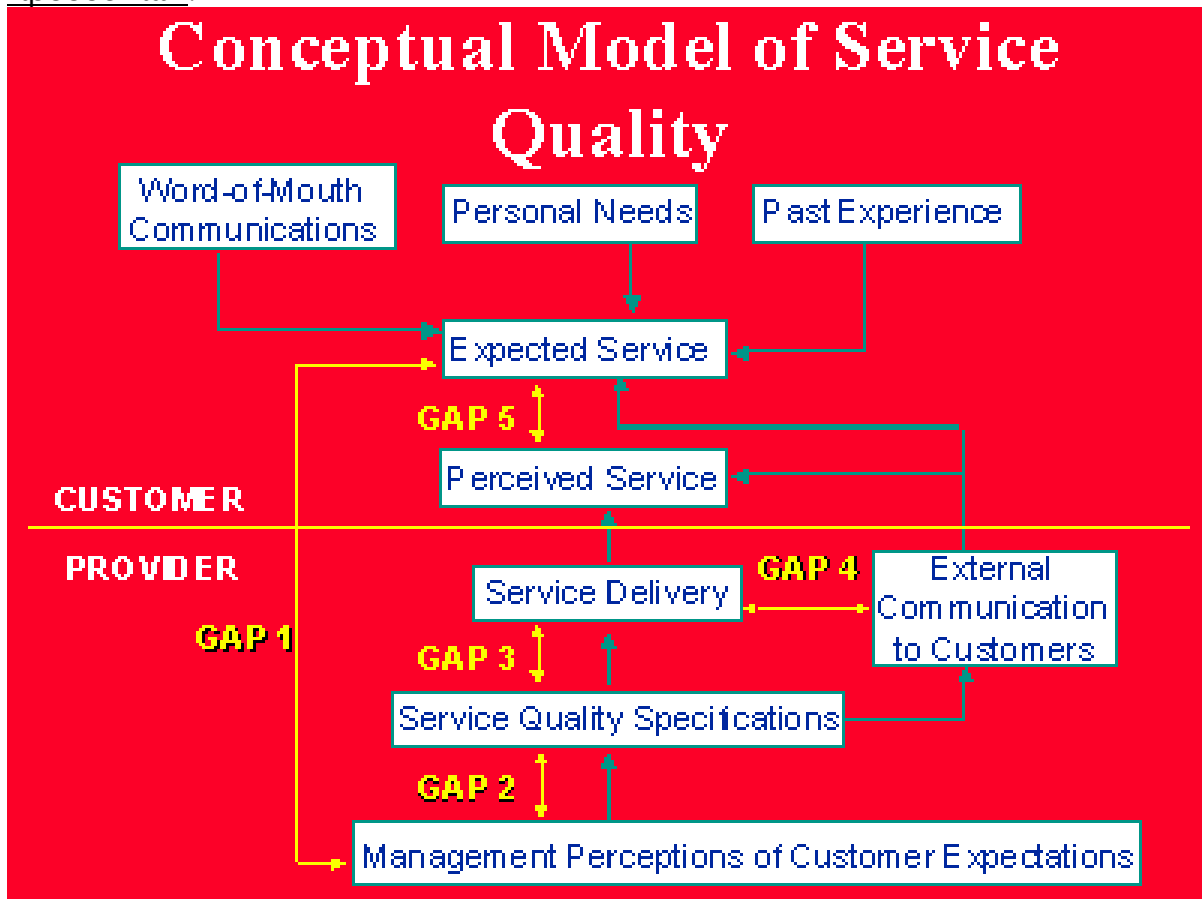 Conceptual Model of Service
Quality
Word-of-Mouth
Communications
Personal Needs
Past Experience
Expected Service
GAP 5
Perceived Service
CUSTOMER
PROVIDER
GAP 1
Service Delivery
GAP 4
External
Communication
to Customers
GAP 3
Service Quality Specifications
GAP 2
Management Perceptions of Customer Expectations